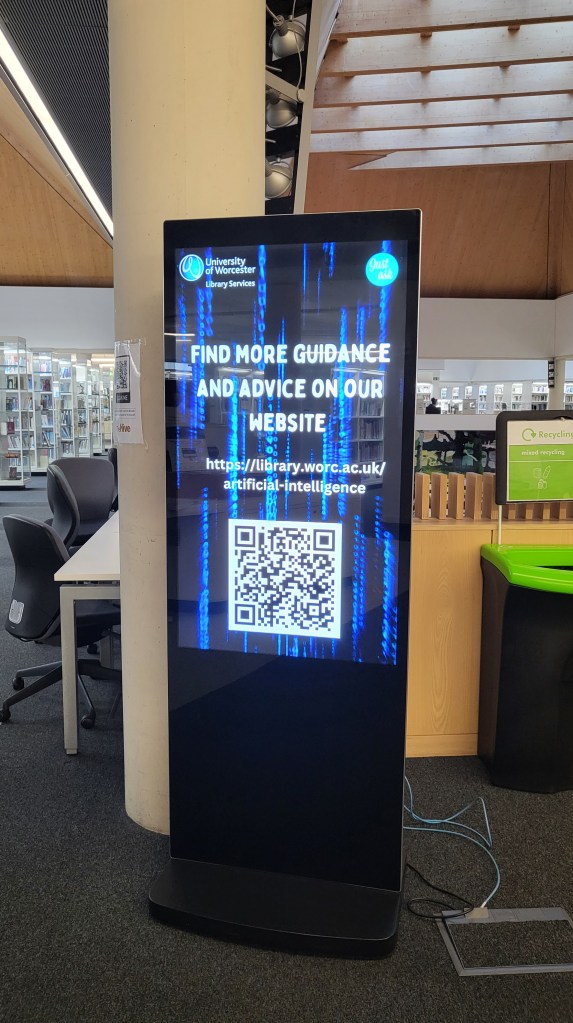 University
of Worcester
Library Services
Just
ask
FIND MORE GUIDANCE
AND ADVICE ON OUR
WEBSITE
https://library.worc.ac.uk/
artificial-intelligence
Hive
Recycling
mixed recycling